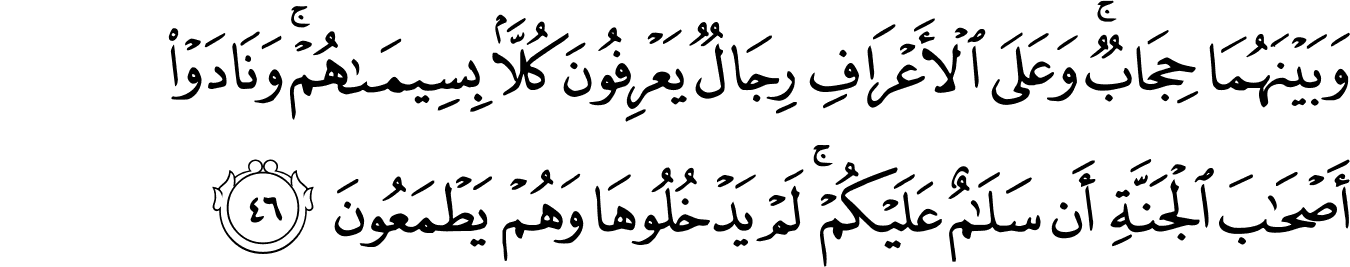 وَبَيْنَهُمَا حِجَابٌ ۚ وَعَلَى ٱلْأَعْرَافِ رِجَالٌ يَعْرِفُونَ كُلًّۢا بِسِيمَىٰهُمْ ۚ وَنَادَوْا۟
أَصْحَٰبَ ٱلْجَنَّةِ أَن سَلَٰمٌ عَلَيْكُمْ ۚ لَمْ يَدْخُلُوهَا وَهُمْ يَطْمَعُونَ ٤٦